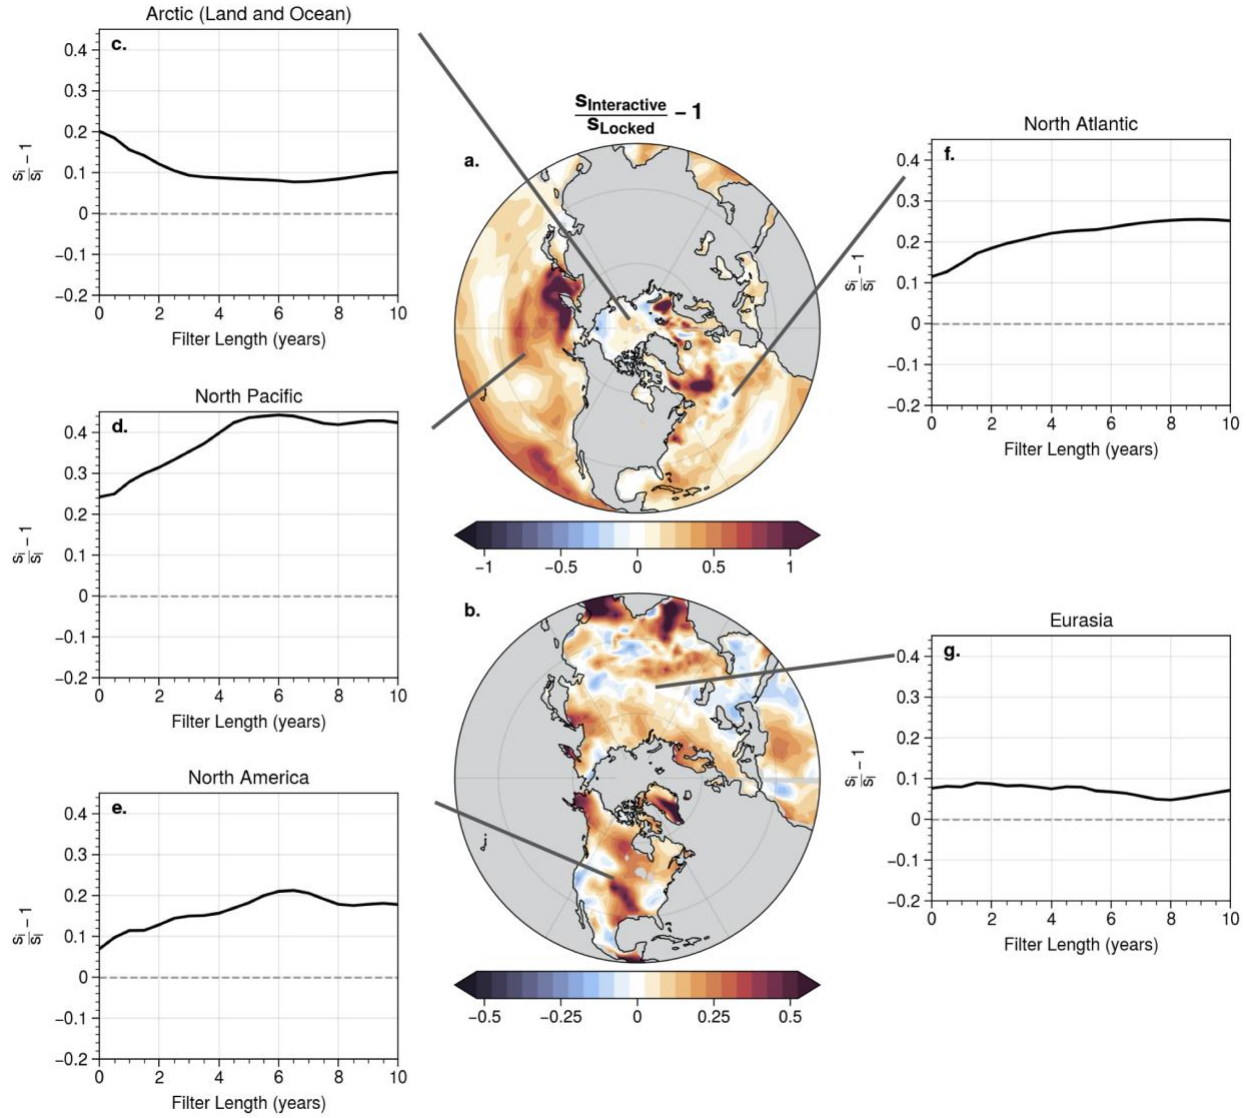 Arctic (Land and Ocean)
c.
0.4
0.3
0.2
0.1
0
−0.1
−0.2
0 2 4 6 8 10
Filter Length (years)
North Pacific
d.
0.4
0.3
0.2
0.1
0
−0.1
−0.2
0 2 4 6 8 10
Filter Length (years)
North America
e.
0.4
0.3
0.2
0.1
0
−0.1
−0.2
0 2 4 6 8 10
Filter Length (years)
sInteractive
sLocked
− 1
a.
−1 −0.5 0 0.5 1
b.
−0.5 −0.25 0 0.25 0.5
North Atlantic
f.
0.4
0.3
0.2
0.1
0
−0.1
−0.2
0 2 4 6 8 10
Filter Length (years)
Eurasia
g.
0.4
0.3
0.2
0.1
0
−0.1
−0.2
0 2 4 6 8 10
Filter Length (years)